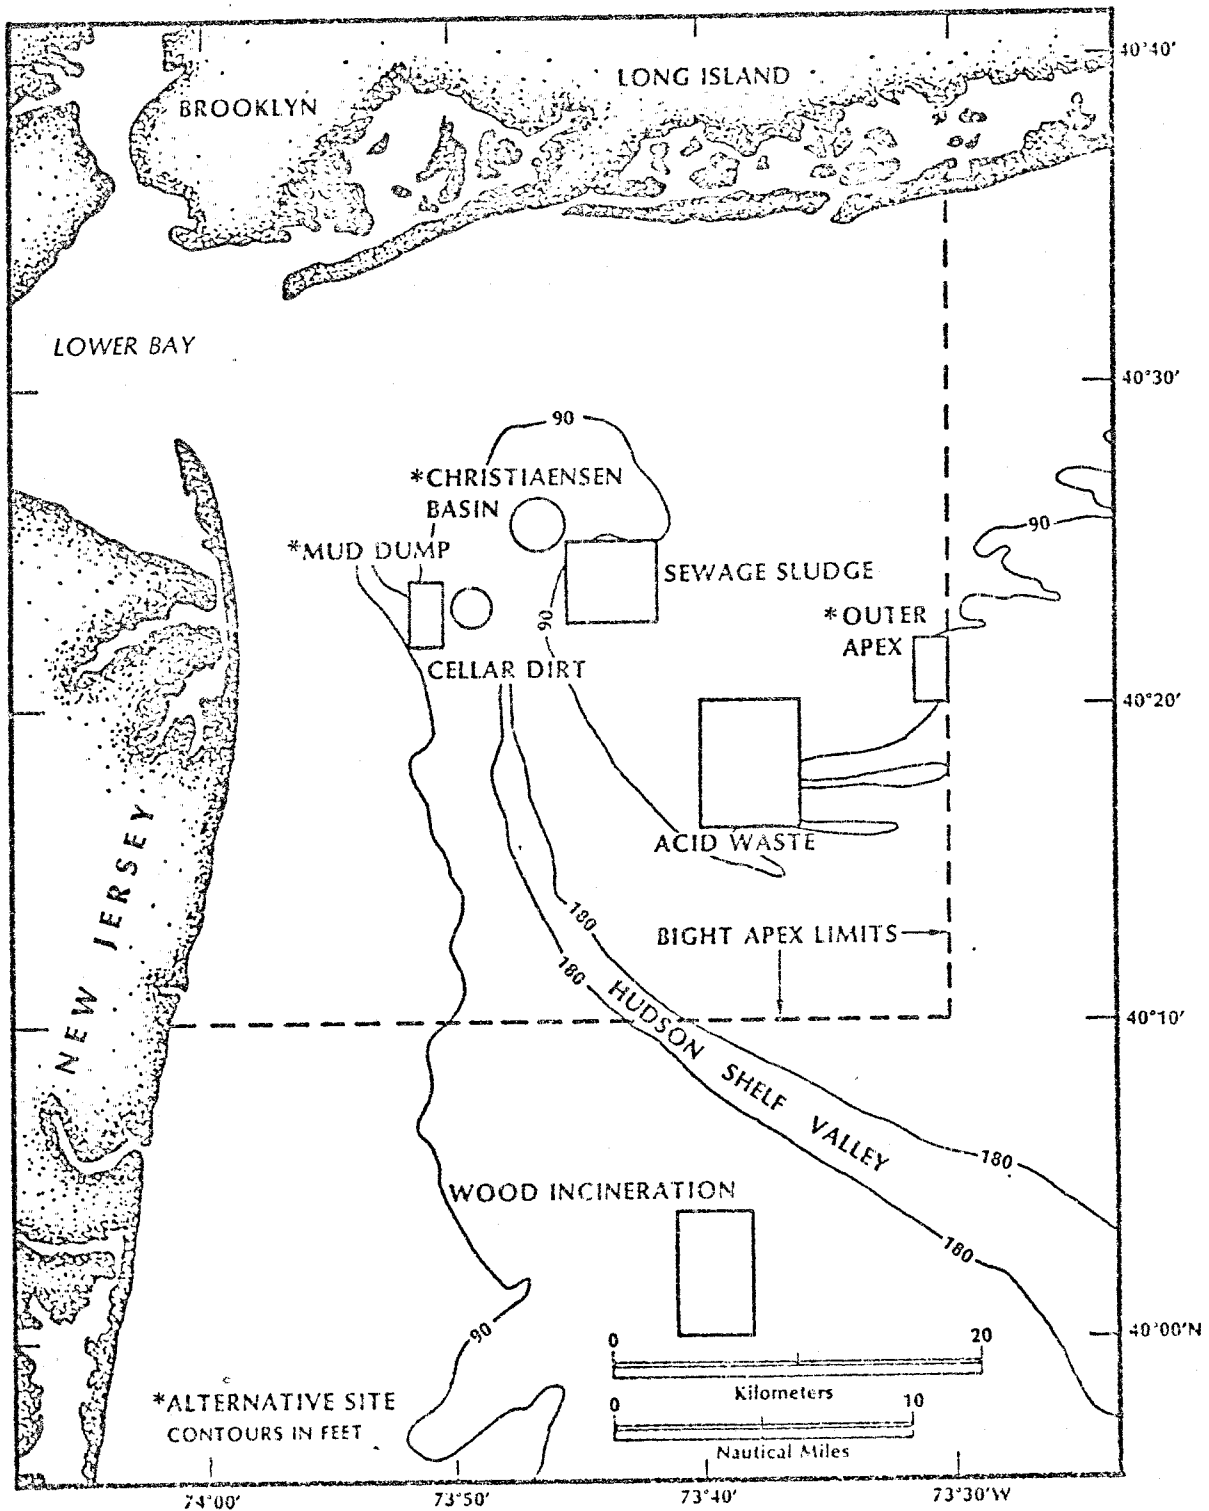 40°40'
LONG ISLAND
BROOKLYN
LOWER BAY
40°30'
90
*CHRISTIAENSEN
BASIN
90
*MUD DUMP
SEWAGE SLUDGE
*OUTER
APEX
90
CELLAR DIRT
40°20'
NEW JERSEY
ACID WASTE
180
BIGHT APEX LIMITS
180
HUDSON SHELF VALLEY
40°10'
180
WOOD INCINERATION
180
90
40°00'N
0 20
Kilometers
*ALTERNATIVE SITE
0 10
CONTOURS IN FEET
Nautical Miles
74°00' 73°50' 73°40' 73°30'W